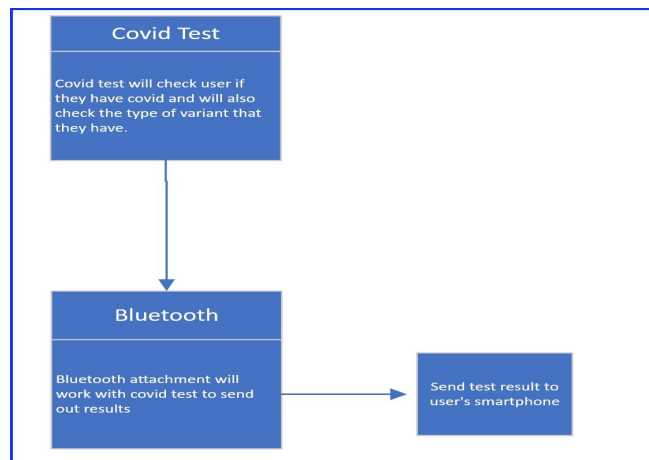 Covid Test
Covid test will check user if
they have covid and will also
check the type of variant that
they have.
Bluetooth
Bluetooth attachment will
work with covid test to send
out results
Send test result to
user's smartphone